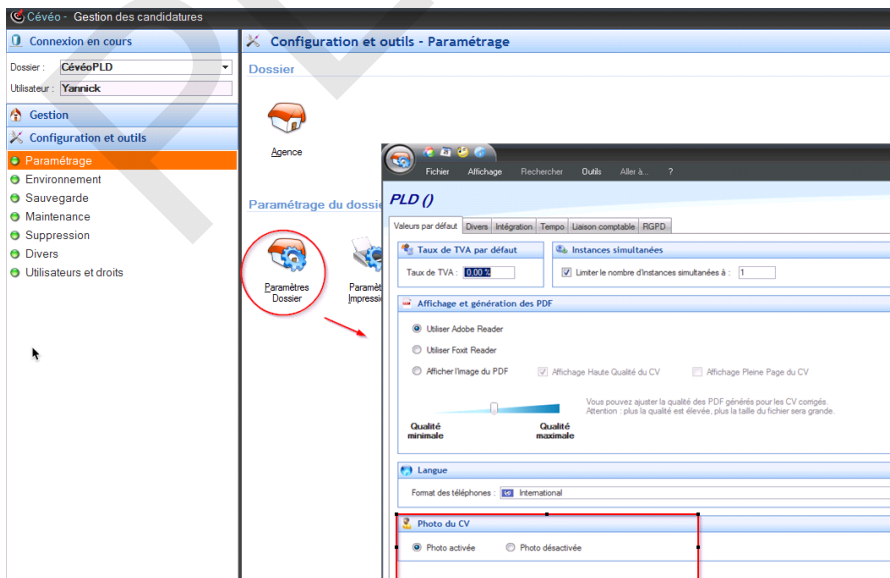 Cévéo - Gestion des candidatures
Connexion en cours
Dossier : CévéoPLD
Utilisateur : Yannick
Gestion
Configuration et outils
Paramétrage
Environnement
Sauvegarde
Maintenance
Suppression
Divers
Utilisateurs et droits
Configuration et outils - Paramétrage
Dossier
Agence
Paramétrage du dossie
Paramètres
Dossier
Paramèt
Impressi
Fichier Affichage Rechercher Outils Aller à... ?
PLD ()
Valeurs par défaut Divers Intégration Tempo Liaison comptable RGPD
Taux de TVA par défaut Instances simultanées
Taux de TVA : 0,00 % Limiter le nombre d'instances simultanées à : 1
Affichage et génération des PDF
Utiliser Adobe Reader
Utiliser Foxit Reader
Afficher l'image du PDF Affichage Haute Qualité du CV Affichage Pleine Page du CV
Vous pouvez ajuster la qualité des PDF générés pour les CV corrigés.
Attention : plus la qualité est élevée, plus la taille du fichier sera grande.
Qualité
minimale
Qualité
maximale
Langue
Format des téléphones : International
Photo du CV
Photo activée Photo désactivée